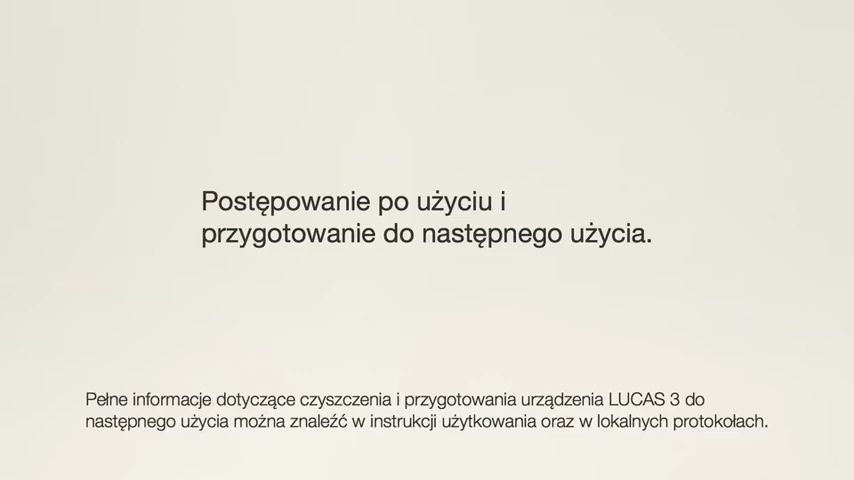 Postępowanie po użyciu i
przygotowanie do następnego użycia.
Pełne informacje dotyczące czyszczenia i przygotowania urządzenia LUCAS 3 do
następnego użycia można znaleźć w instrukcji użytkowania oraz w lokalnych protokołach.